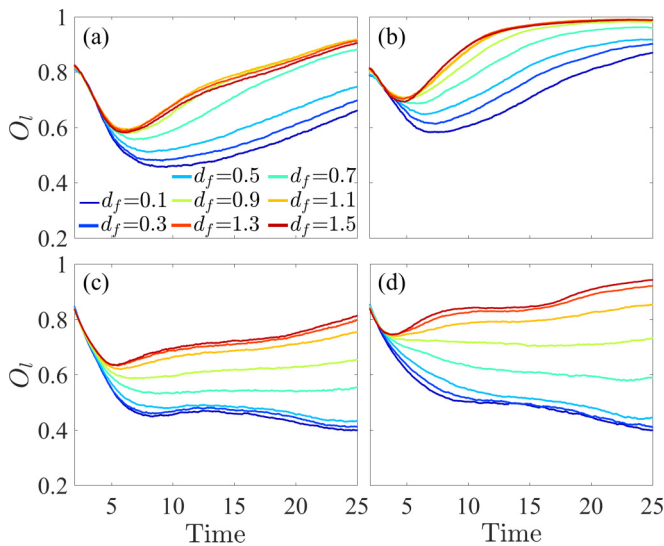 (a) (b)
1
0.8
0.6
0.4
0.2
O_l
d_f=0.5 d_f=0.7
d_f=0.1 d_f=0.9 d_f=1.1
d_f=0.3 d_f=1.3 d_f=1.5
(c) (d)
1
0.8
0.6
0.4
0.2
O_l
5 10 15 20 25 5 10 15 20 25
Time Time